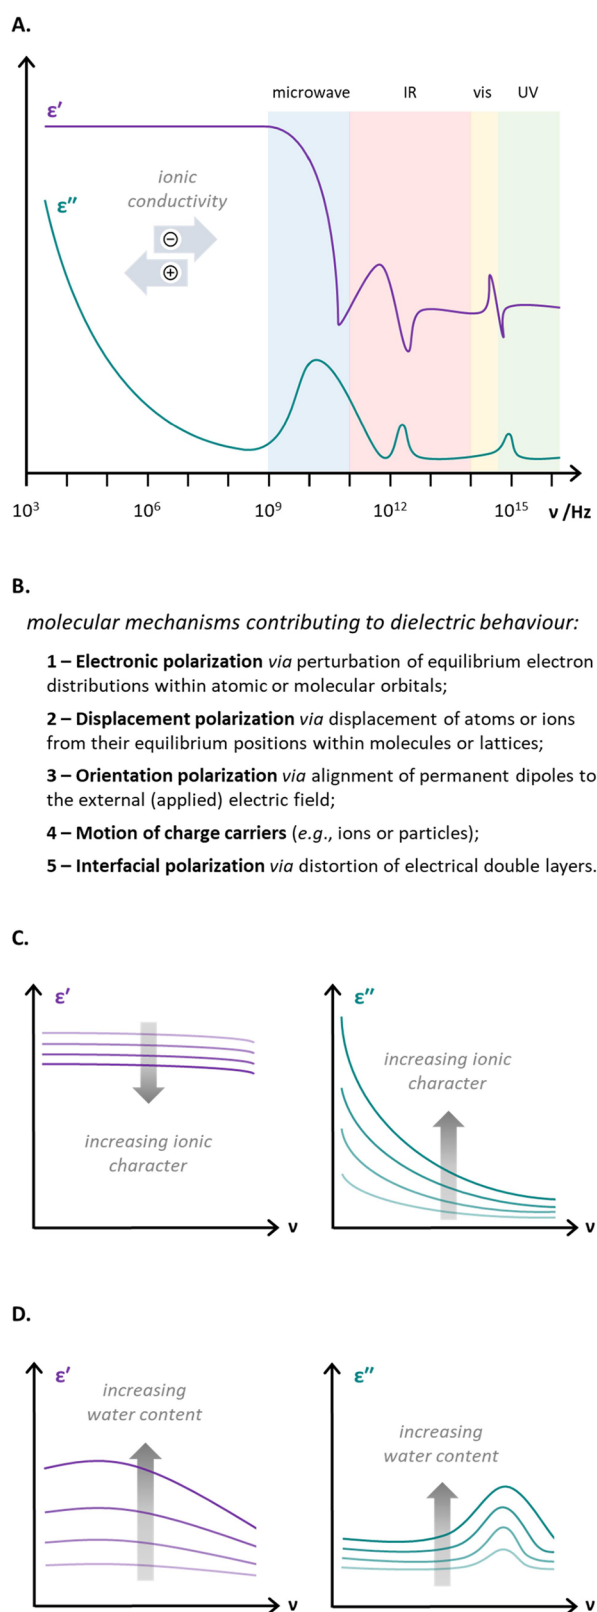 A.
microwave IR vis UV
ε′
ionic
conductivity
ε″
−
+
10³ 10⁶ 10⁹ 10¹² 10¹⁵ ν /Hz
B.
molecular mechanisms contributing to dielectric behaviour:
1 – Electronic polarization via perturbation of equilibrium electron
distributions within atomic or molecular orbitals;
2 – Displacement polarization via displacement of atoms or ions
from their equilibrium positions within molecules or lattices;
3 – Orientation polarization via alignment of permanent dipoles to
the external (applied) electric field;
4 – Motion of charge carriers (e.g., ions or particles);
5 – Interfacial polarization via distortion of electrical double layers.
C.
ε′
increasing ionic
character
ν
ε″
increasing ionic
character
ν
D.
ε′
increasing
water content
ν
ε″
increasing
water content
ν